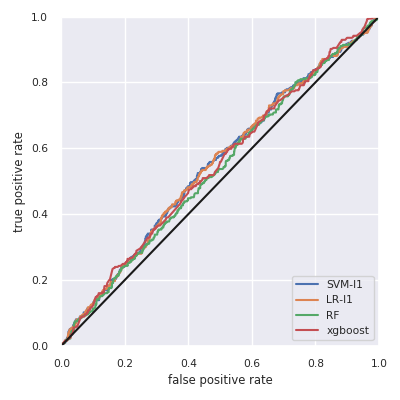 1.0
0.8
0.6
0.4
0.2
0.0
true positive rate
0.0 0.2 0.4 0.6 0.8 1.0
false positive rate
SVM-l1
LR-l1
RF
xgboost